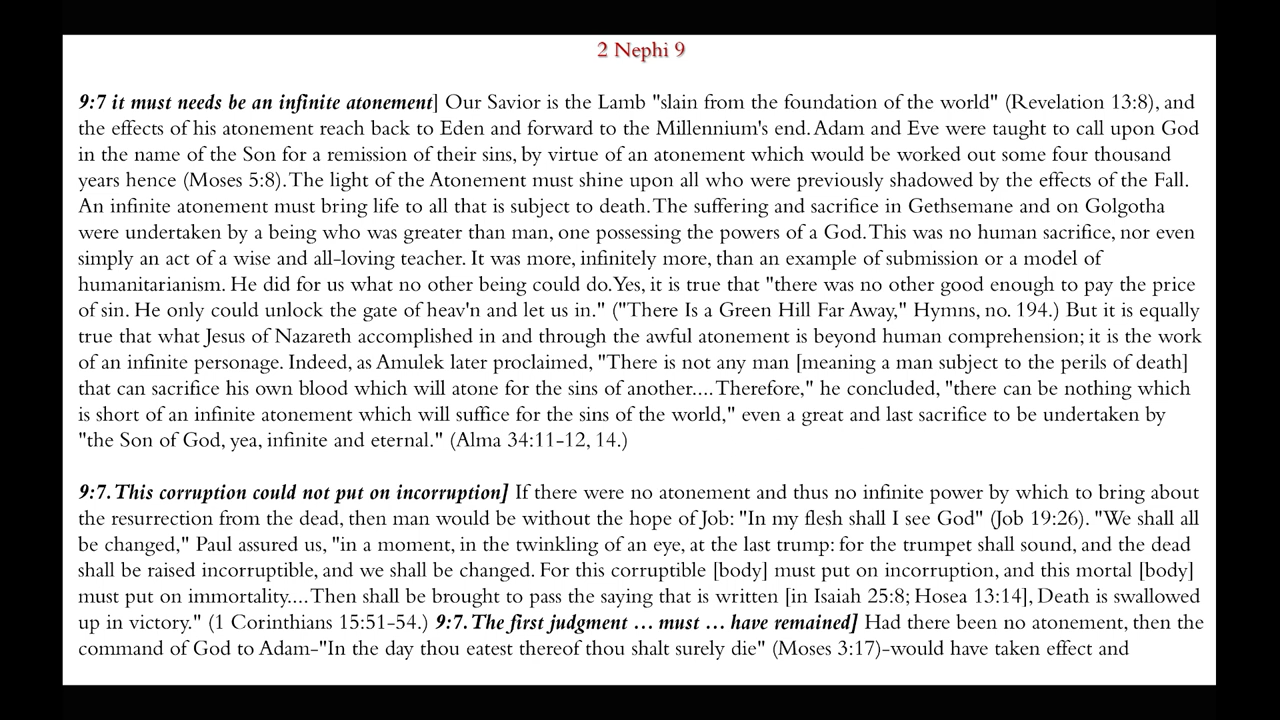 2 Nephi 9
9:7 it must needs be an infinite atonement] Our Savior is the Lamb "slain from the foundation of the world" (Revelation 13:8), and
the effects of his atonement reach back to Eden and forward to the Millennium's end. Adam and Eve were taught to call upon God
in the name of the Son for a remission of their sins, by virtue of an atonement which would be worked out some four thousand
years hence (Moses 5:8). The light of the Atonement must shine upon all who were previously shadowed by the effects of the Fall.
An infinite atonement must bring life to all that is subject to death. The suffering and sacrifice in Gethsemane and on Golgotha
were undertaken by a being who was greater than man, one possessing the powers of a God. This was no human sacrifice, nor even
simply an act of a wise and all-loving teacher. It was more, infinitely more, than an example of submission or a model of
humanitarianism. He did for us what no other being could do. Yes, it is true that "there was no other good enough to pay the price
of sin. He only could unlock the gate of heav'n and let us in." ("There Is a Green Hill Far Away," Hymns, no. 194.) But it is equally
true that what Jesus of Nazareth accomplished in and through the awful atonement is beyond human comprehension; it is the work
of an infinite personage. Indeed, as Amulek later proclaimed, "There is not any man [meaning a man subject to the perils of death]
that can sacrifice his own blood which will atone for the sins of another.... Therefore," he concluded, "there can be nothing which
is short of an infinite atonement which will suffice for the sins of the world," even a great and last sacrifice to be undertaken by
"the Son of God, yea, infinite and eternal." (Alma 34:11-12, 14.)
9:7. This corruption could not put on incorruption] If there were no atonement and thus no infinite power by which to bring about
the resurrection from the dead, then man would be without the hope of Job: "In my flesh shall I see God" (Job 19:26). "We shall all
be changed," Paul assured us, "in a moment, in the twinkling of an eye, at the last trump: for the trumpet shall sound, and the dead
shall be raised incorruptible, and we shall be changed. For this corruptible [body] must put on incorruption, and this mortal [body]
must put on immortality.... Then shall be brought to pass the saying that is written [in Isaiah 25:8; Hosea 13:14], Death is swallowed
up in victory." (1 Corinthians 15:51-54.) 9:7. The first judgment ... must ... have remained] Had there been no atonement, then the
command of God to Adam-"In the day thou eatest thereof thou shalt surely die" (Moses 3:17)-would have taken effect and